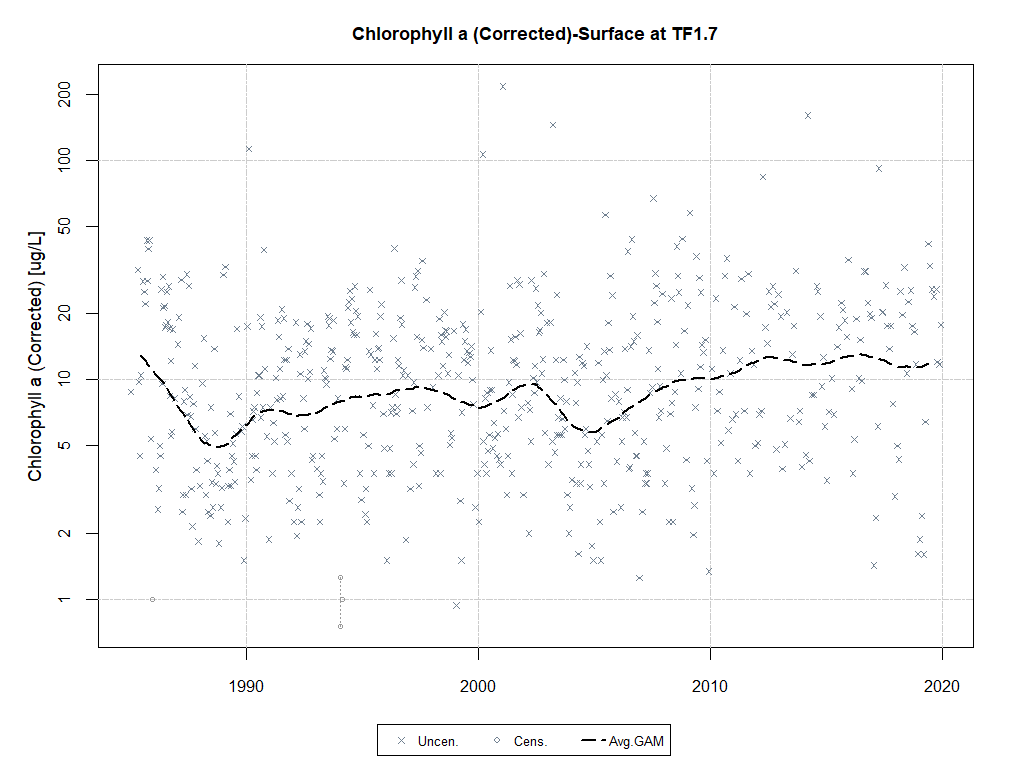 Chlorophyll a (Corrected)-Surface at TF1.7
Chlorophyll a (Corrected) [ug/L]
200
100
50
20
10
5
2
1
1990 2000 2010 2020
Uncen. Cens. Avg.GAM